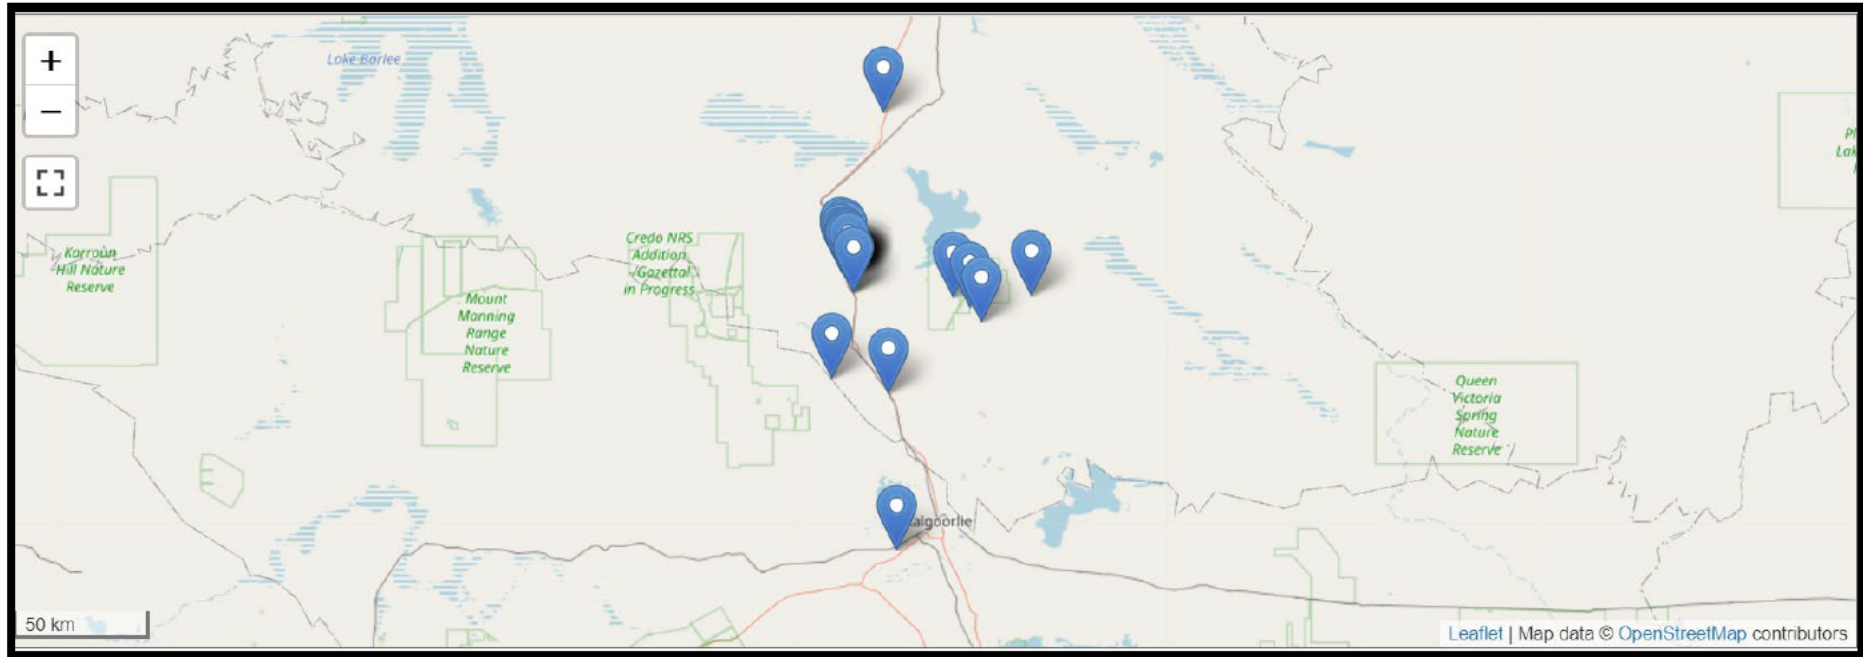 +
Lake Barlee
−
Karroun
Hill Nature
Reserve
Mount
Manning
Range
Nature
Reserve
Credo NRS
Addition
/Gazettal
in Progress
Queen
Victoria
Spring
Nature
Reserve
algoorlie
50 km
Leaflet | Map data © OpenStreetMap contributors